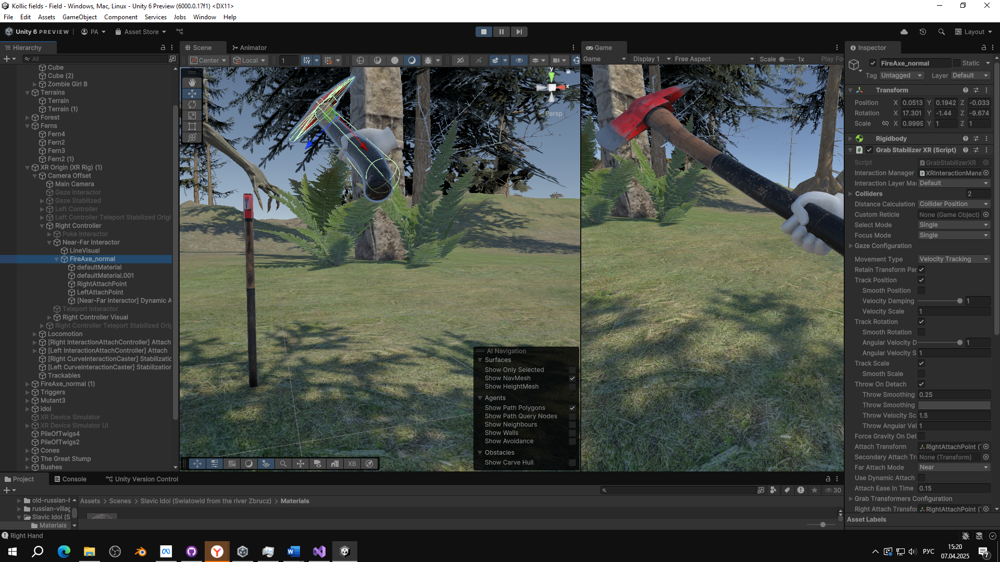 Kollic fields - Field - Windows, Mac, Linux - Unity 6 Preview (6000.0.17f1) <DX11>
File Edit Assets GameObject Component Services Jobs Window Help
Unity 6 PREVIEW
PA
Asset Store
Layout
Hierarchy
All
Cube
Cube (2)
Zombie Girl B
Terrains
Terrain
Terrain (1)
Forest
Ferns
Fern4
Fern2
Fern3
Fern2 (1)
XR Origin (XR Rig) (1)
Camera Offset
Main Camera
Gaze Interactor
Gaze Stabilized
Left Controller
Left Controller Teleport Stabilized Origi
Right Controller
Poke Interactor
Near-Far Interactor
LineVisual
FireAxe_normal
defaultMaterial
defaultMaterial.001
RightAttachPoint
LeftAttachPoint
[Near-Far Interactor] Dynamic A
Teleport Interactor
Right Controller Visual
Right Controller Teleport Stabilized Orig
Locomotion
[Right InteractionAttachController] Attach
[Left InteractionAttachController] Attach
[Right CurveInteractionCaster] Stabilizatic
[Left CurveInteractionCaster] Stabilization
Trackables
FireAxe_normal (1)
Triggers
Mutant3
idol
XR Device Simulator
XR Device Simulator UI
PileOfTwigs4
PileOfTwigs2
Cones
The Great Stump
Bushes
Scene
Animator
Center
Local
1
2D
y
x
Persp
AI Navigation
Surfaces
Show Only Selected
Show NavMesh
Show HeightMesh
Agents
Show Path Polygons
Show Path Query Nodes
Show Neighbours
Show Walls
Show Avoidance
Obstacles
Show Carve Hull
XB
Game
Game
Display 1
Free Aspect
Scale
1x
Play Fo
Inspector
FireAxe_normal
Static
Tag Untagged
Layer Default
Transform
Position X 0.0513 Y 0.1942 Z -0.033
Rotation X 17.301 Y -1.44 Z -9.674
Scale X 0.9999 Y 1 Z 1
Rigidbody
Grab Stabilizer XR (Script)
Script GrabStabilizerXR
Interaction Manager XRInteractionMana
Interaction Layer Mas Default
Colliders 2
Distance Calculation Collider Position
Custom Reticle None (Game Object)
Select Mode Single
Focus Mode Single
Gaze Configuration
Movement Type Velocity Tracking
Retain Transform Par
Track Position
Smooth Position
Velocity Damping 1
Velocity Scale 1
Track Rotation
Smooth Rotation
Angular Velocity D 1
Angular Velocity S 1
Track Scale
Smooth Scale
Throw On Detach
Throw Smoothing 0.25
Throw Smoothing
Throw Velocity Sc 1.5
Throw Angular Vel 1
Force Gravity On Det
Attach Transform RightAttachPoint (T
Secondary Attach Tr None (Transform)
Far Attach Mode Near
Use Dynamic Attach
Attach Ease In Time 0.15
Grab Transformers Configuration
Right Attach Transfo RightAttachPoint (T
Asset Labels
Project
Console
Unity Version Control
30
old-russian-h
russian-villag
Slavic Idol (S
Materials
Assets > Scenes > Slavic Idol (Swiatowid from the river Zbrucz) > Materials
Right Hand
РУС
15:20
07.04.2025
7